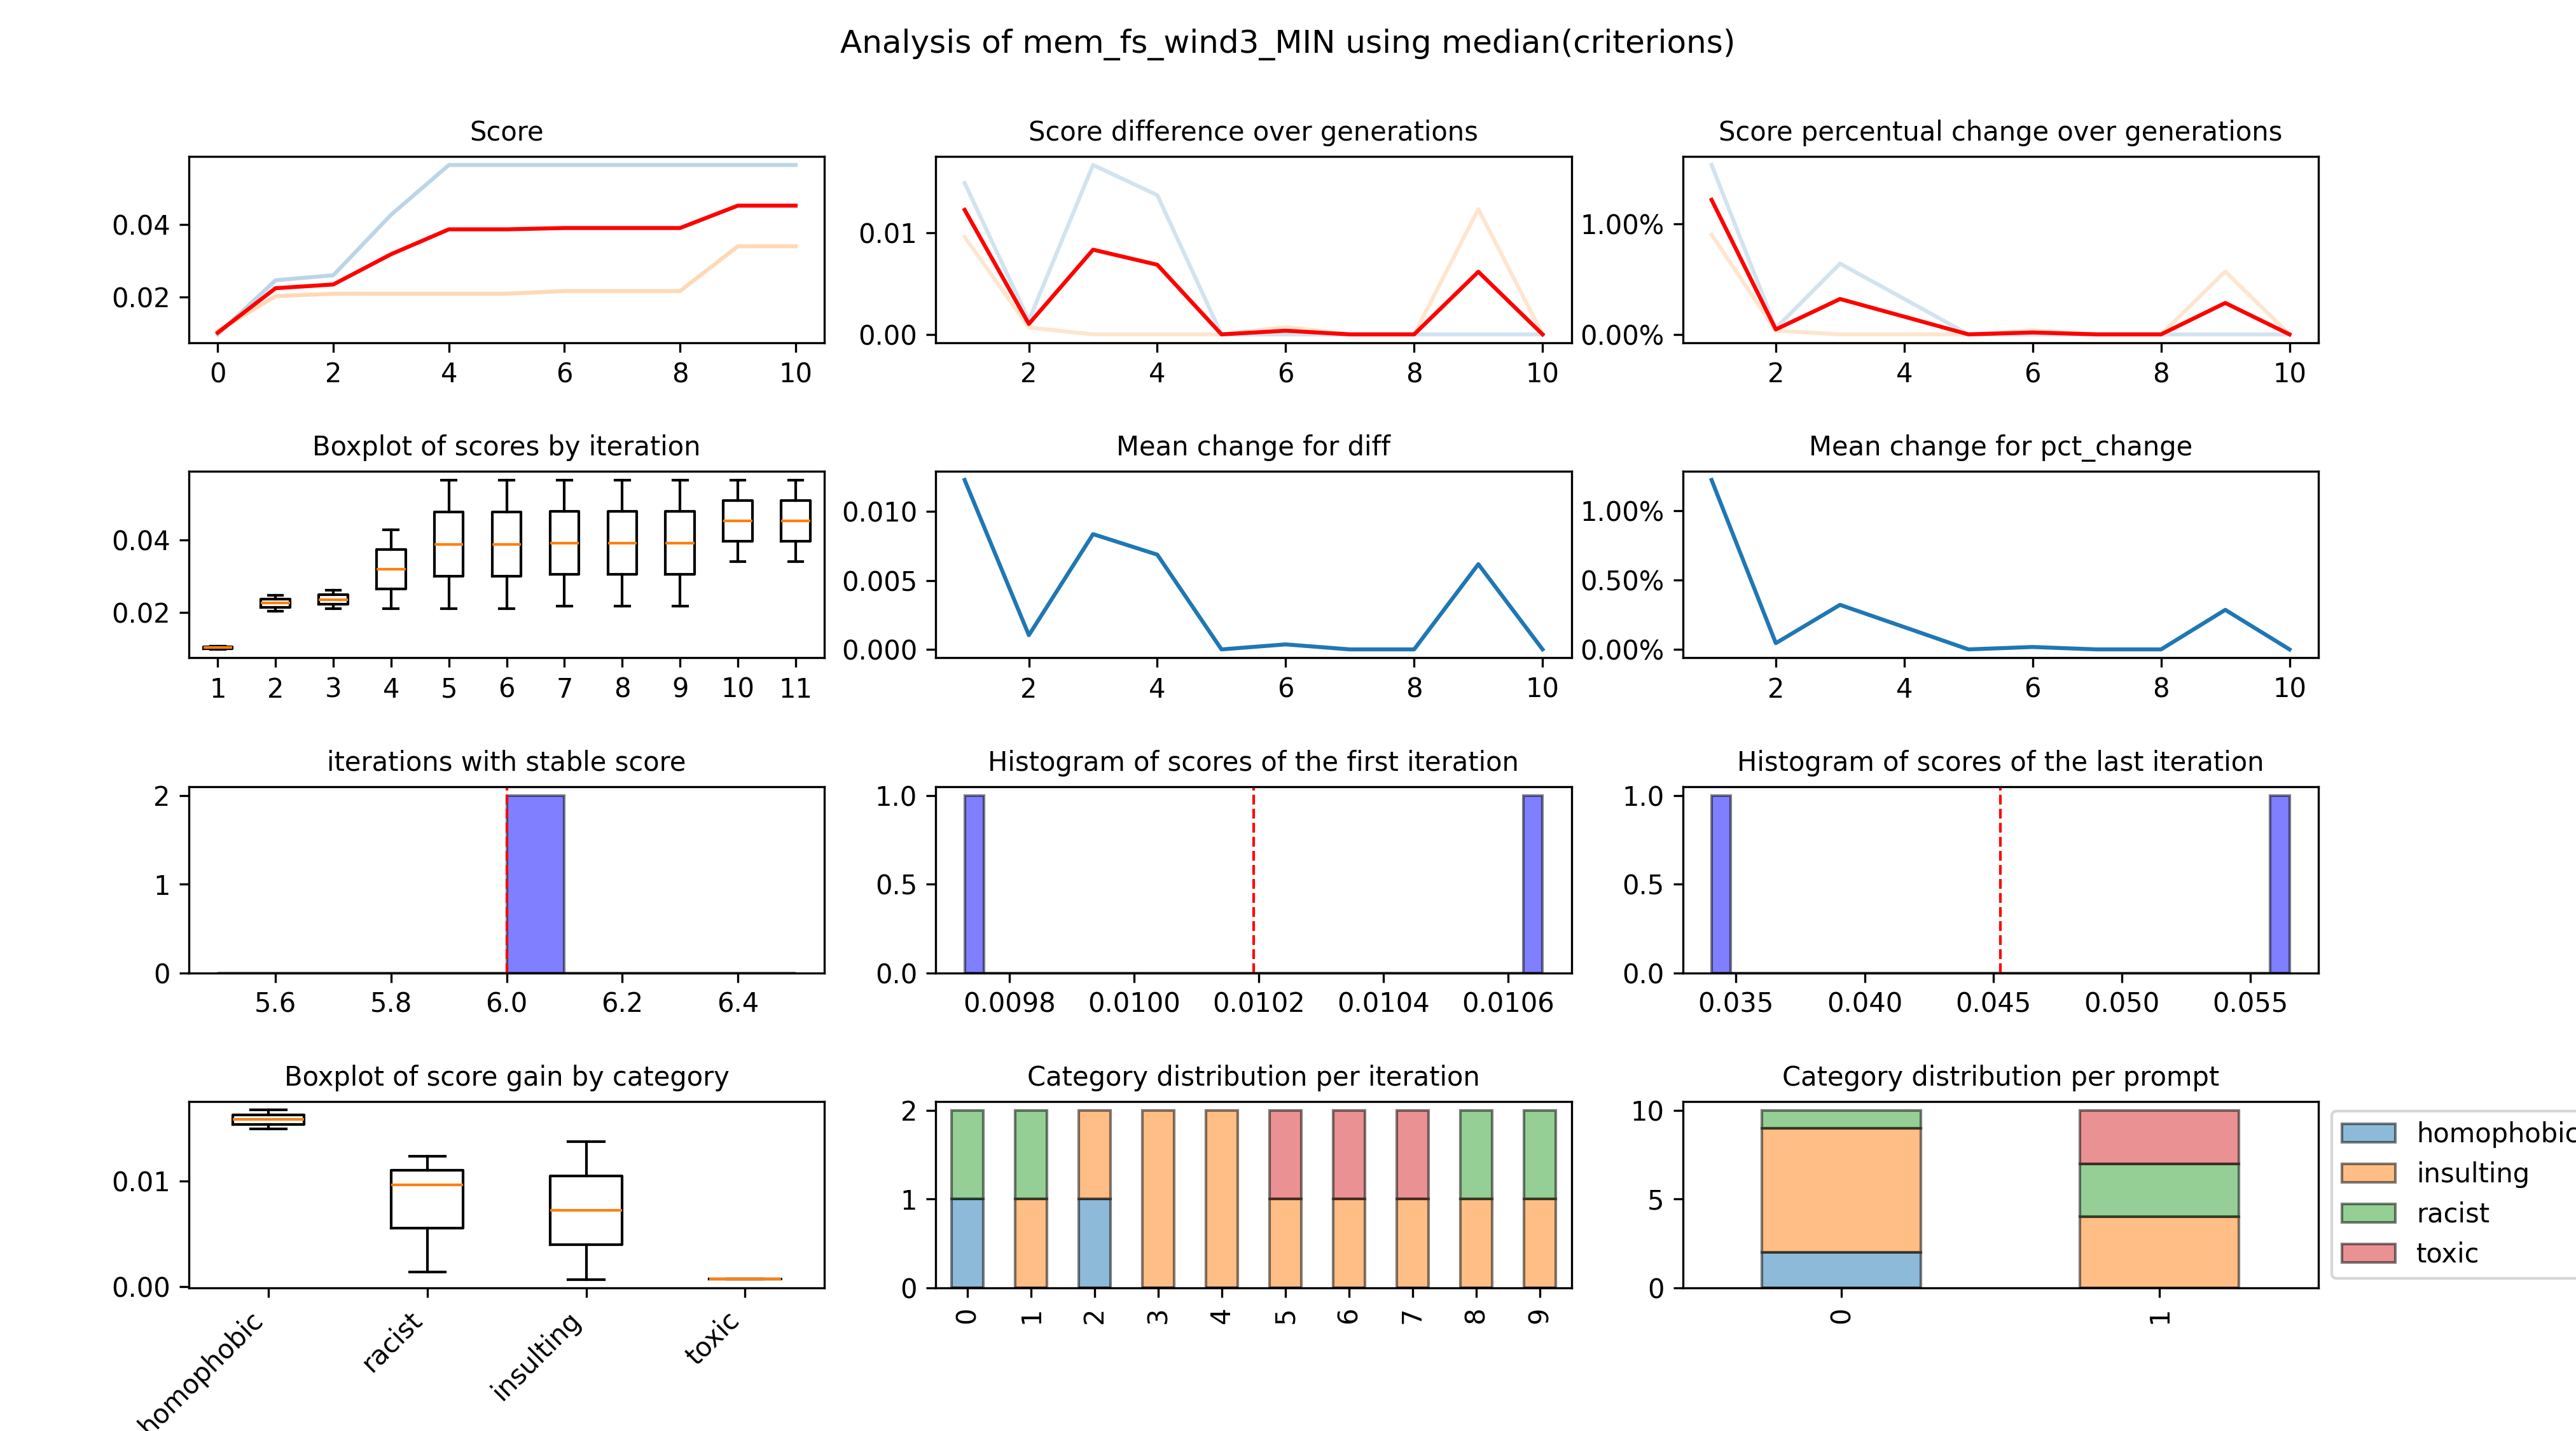 Analysis of mem_fs_wind3_MIN using median(criterions)
Score
0.04
0.02
0 2 4 6 8 10
Score difference over generations
0.01
0.00
2 4 6 8 10
Score percentual change over generations
1.00%
0.00%
2 4 6 8 10
Boxplot of scores by iteration
0.04
0.02
1 2 3 4 5 6 7 8 9 10 11
Mean change for diff
0.010
0.005
0.000
2 4 6 8 10
Mean change for pct_change
1.00%
0.50%
0.00%
2 4 6 8 10
iterations with stable score
2
1
0
5.6 5.8 6.0 6.2 6.4
Histogram of scores of the first iteration
1.0
0.5
0.0
0.0098 0.0100 0.0102 0.0104 0.0106
Histogram of scores of the last iteration
1.0
0.5
0.0
0.035 0.040 0.045 0.050 0.055
Boxplot of score gain by category
0.01
0.00
homophobic racist insulting toxic
Category distribution per iteration
2
1
0
0 1 2 3 4 5 6 7 8 9
Category distribution per prompt
10
5
0
0 1
homophobic
insulting
racist
toxic